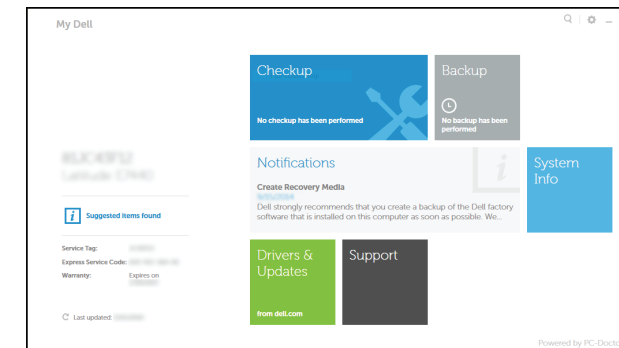 My Dell
Checkup
No checkup has been performed
Backup
No backup has been
performed
Notifications
Create Recovery Media
Dell strongly recommends that you create a backup of the Dell factory
software that is installed on this computer as soon as possible. We...
System
Info
Suggested items found
Service Tag:
Express Service Code:
Warranty: Expires on
Last updated:
Drivers &
Updates
from dell.com
Support
Powered by PC-Docto